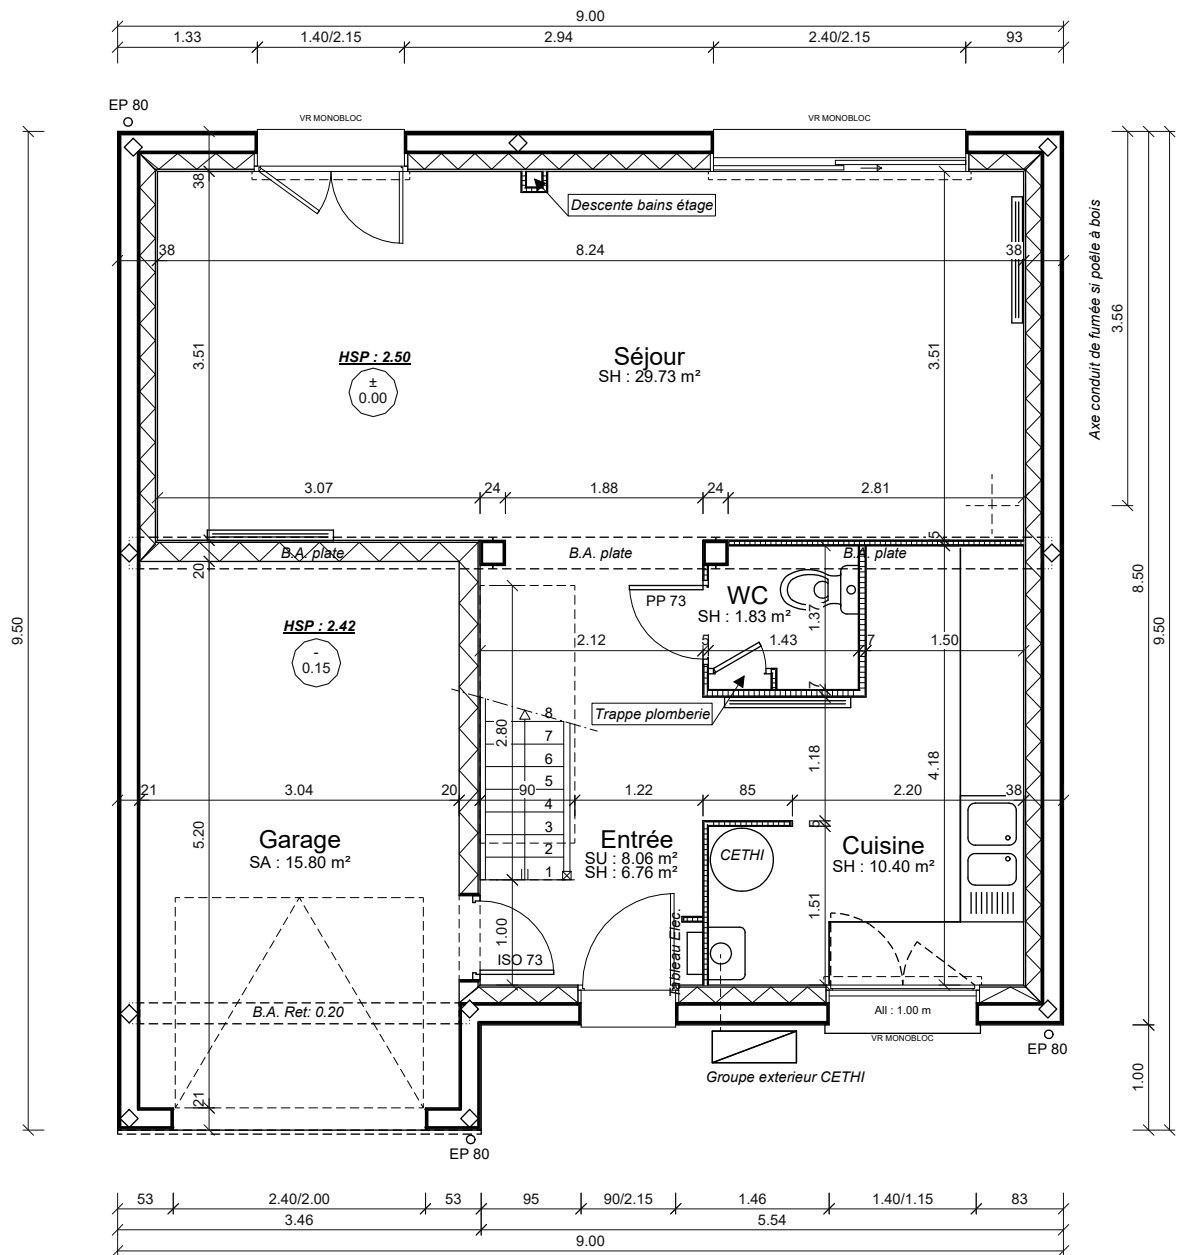 9.00
1.33
1.40/2.15
2.94
2.40/2.15
93
EP 80
VR MONOBLOC
VR MONOBLOC
38
Descente bains étage
38
8.24
38
Axe conduit de fumée si poêle à bois
3.56
3.51
HSP : 2.50
±
0.00
Séjour
SH : 29.73 m²
3.51
3.07
24
1.88
24
2.81
B.A. plate
B.A. plate
B.A. plate
5
20
9.50
8.50
9.50
HSP : 2.42
-
0.15
PP 73
WC
SH : 1.83 m²
1.37
2.12
5
1.43
7
1.50
7
Trappe plomberie
2.80
8
7
6
5
4
3
2
1
1.18
4.18
21
3.04
20
90
1.22
85
2.20
38
5
5.20
Garage
SA : 15.80 m²
Entrée
SU : 8.06 m²
SH : 6.76 m²
CETHI
Cuisine
SH : 10.40 m²
1.51
1.00
ISO 73
Tableau Elec.
B.A. Ret: 0.20
All : 1.00 m
VR MONOBLOC
EP 80
Groupe exterieur CETHI
1.00
21
EP 80
53
2.40/2.00
53
95
90/2.15
1.46
1.40/1.15
83
3.46
5.54
9.00